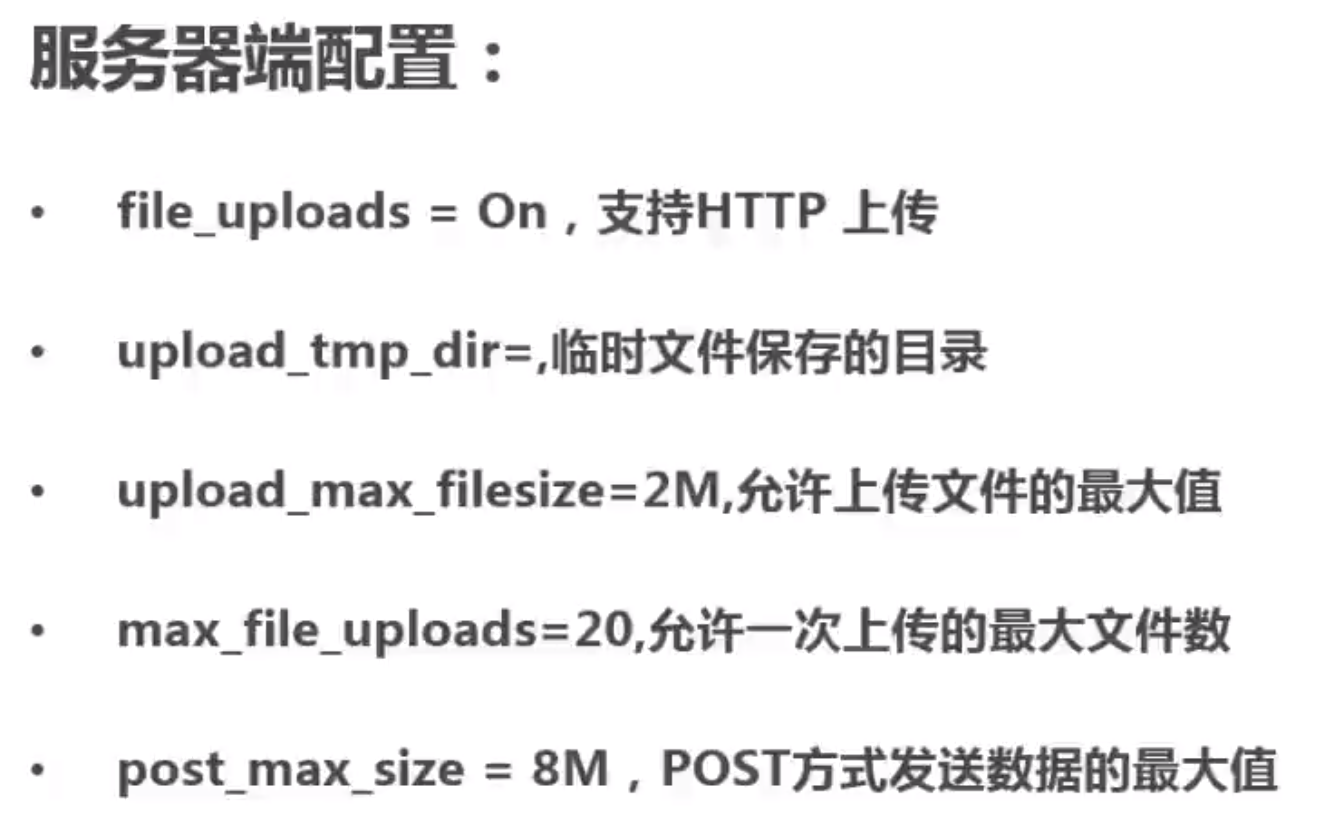 服务器端配置：
• file_uploads = On，支持HTTP 上传
• upload_tmp_dir=,临时文件保存的目录
• upload_max_filesize=2M,允许上传文件的最大值
• max_file_uploads=20,允许一次上传的最大文件数
• post_max_size = 8M，POST方式发送数据的最大值